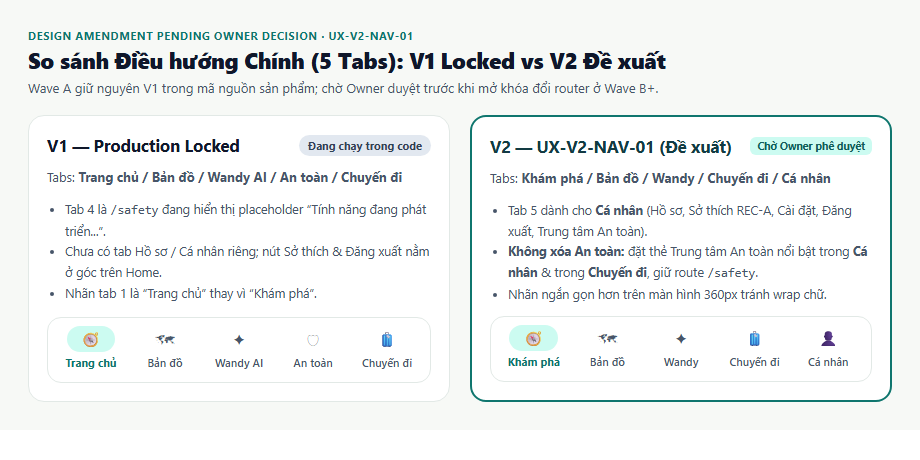 DESIGN AMENDMENT PENDING OWNER DECISION · UX-V2-NAV-01
So sánh Điều hướng Chính (5 Tabs): V1 Locked vs V2 Đề xuất
Wave A giữ nguyên V1 trong mã nguồn sản phẩm; chờ Owner duyệt trước khi mở khóa đổi router ở Wave B+.
V1 — Production Locked
Đang chạy trong code
Tabs: Trang chủ / Bản đồ / Wandy AI / An toàn / Chuyến đi
• Tab 4 là /safety đang hiển thị placeholder “Tính năng đang phát
triển...”.
• Chưa có tab Hồ sơ / Cá nhân riêng; nút Sở thích & Đăng xuất nằm
ở góc trên Home.
• Nhãn tab 1 là “Trang chủ” thay vì “Khám phá”.
Trang chủ Bản đồ Wandy AI An toàn Chuyến đi
V2 — UX-V2-NAV-01 (Đề xuất)
Chờ Owner phê duyệt
Tabs: Khám phá / Bản đồ / Wandy / Chuyến đi / Cá nhân
• Tab 5 dành cho Cá nhân (Hồ sơ, Sở thích REC-A, Cài đặt, Đăng
xuất, Trung tâm An toàn).
• Không xóa An toàn: đặt thẻ Trung tâm An toàn nổi bật trong Cá
nhân & trong Chuyến đi, giữ route /safety.
• Nhãn ngắn gọn hơn trên màn hình 360px tránh wrap chữ.
Khám phá Bản đồ Wandy Chuyến đi Cá nhân